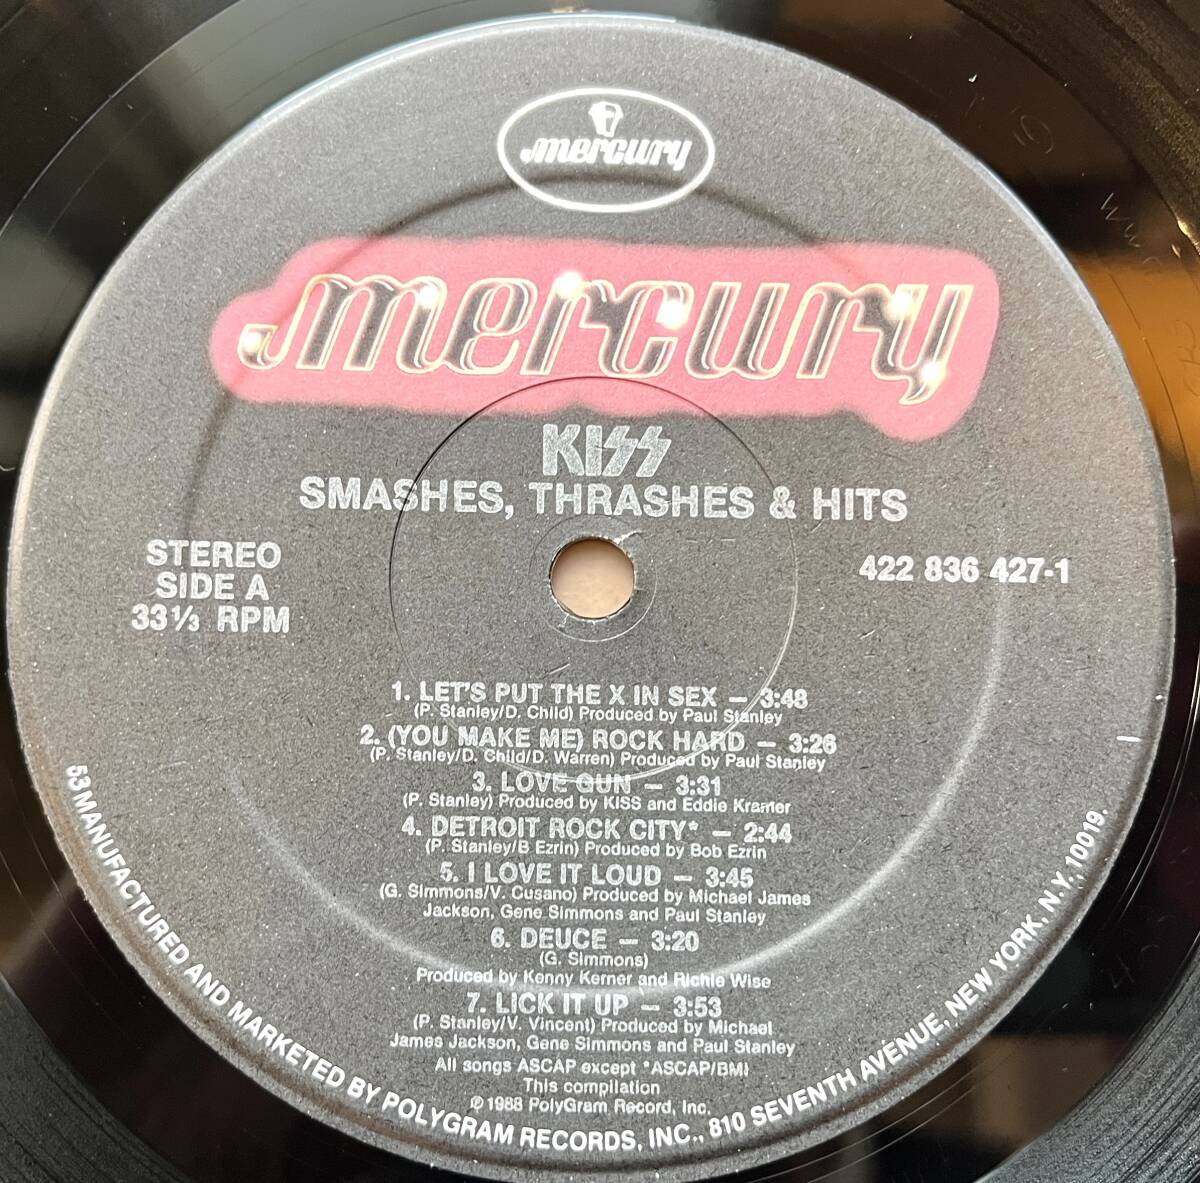 mercury
mercury
KISS
SMASHES, THRASHES & HITS
STEREO
SIDE A
33⅓ RPM
422 836 427-1
1. LET'S PUT THE X IN SEX — 3:48
(P. Stanley/D. Child) Produced by Paul Stanley
2. (YOU MAKE ME) ROCK HARD — 3:26
(P. Stanley/D. Child/D. Warren) Produced by Paul Stanley
3. LOVE GUN — 3:31
(P. Stanley) Produced by KISS and Eddie Kramer
4. DETROIT ROCK CITY* — 2:44
(P. Stanley/B Ezrin) Produced by Bob Ezrin
5. I LOVE IT LOUD — 3:45
(G. Simmons/V. Cusano) Produced by Michael James
Jackson, Gene Simmons and Paul Stanley
6. DEUCE — 3:20
(G. Simmons)
Produced by Kenny Kerner and Richie Wise
7. LICK IT UP — 3:53
(P. Stanley/V. Vincent) Produced by Michael
James Jackson, Gene Simmons and Paul Stanley
All songs ASCAP except *ASCAP/BMI
This compilation
℗ 1988 PolyGram Record, Inc.
53 MANUFACTURED AND MARKETED BY POLYGRAM RECORDS, INC., 810 SEVENTH AVENUE, NEW YORK, N.Y. 10019.